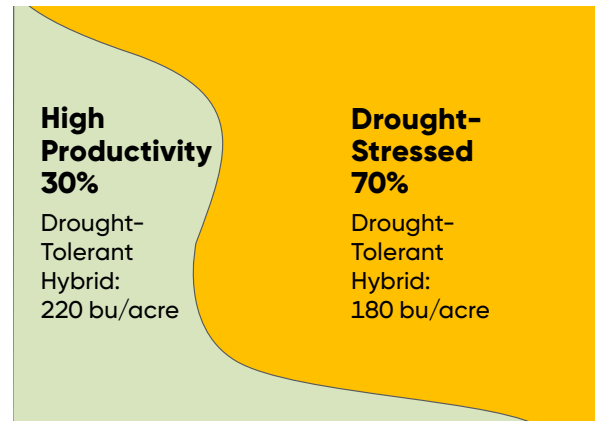 High
Productivity
30%
Drought-
Tolerant
Hybrid:
220 bu/acre
Drought-
Stressed
70%
Drought-
Tolerant
Hybrid:
180 bu/acre